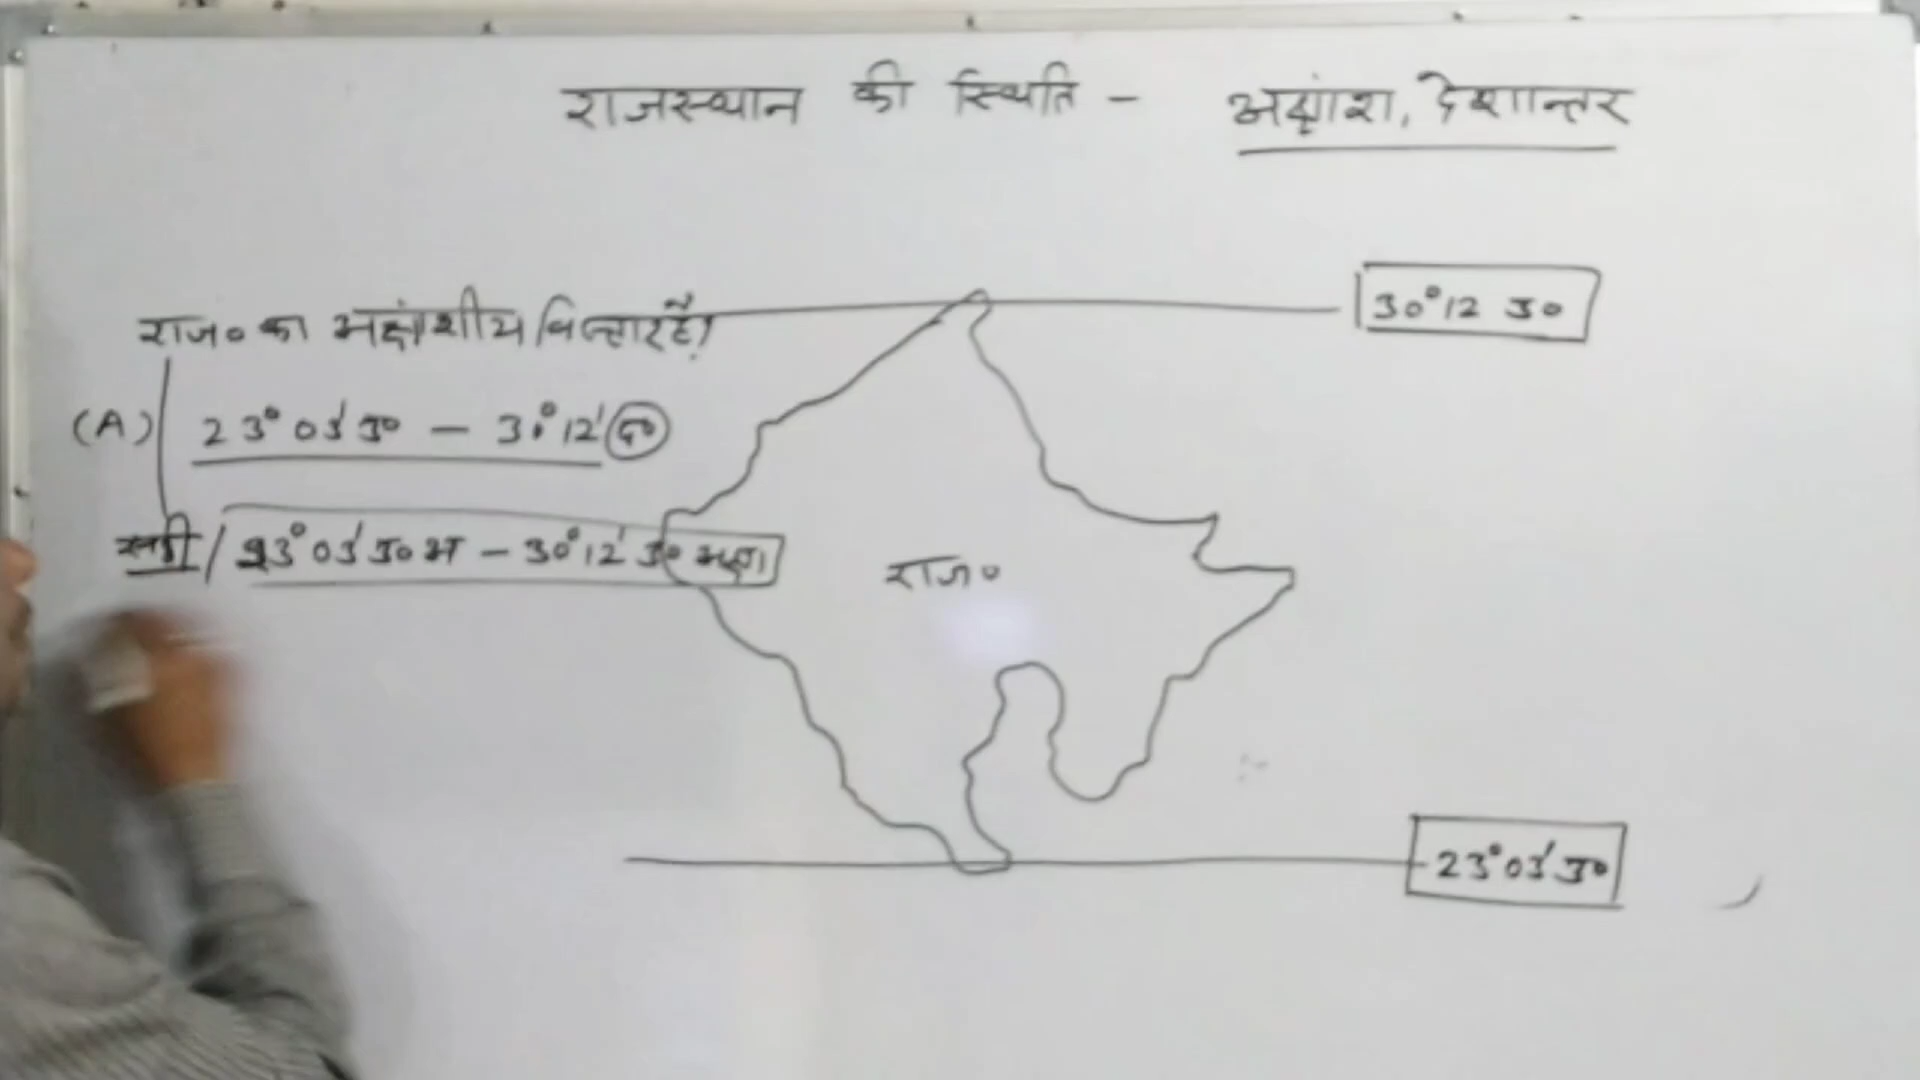 राजस्थान की स्थिति - अक्षांश, देशान्तर
राज० का अक्षांशीय विस्तार है?
30°12 उ०
(A) 23°03' उ० - 30°12' द०
सही / 23°03' उ० अ - 30°12' उ० अक्षा
राज०
23°03' उ०